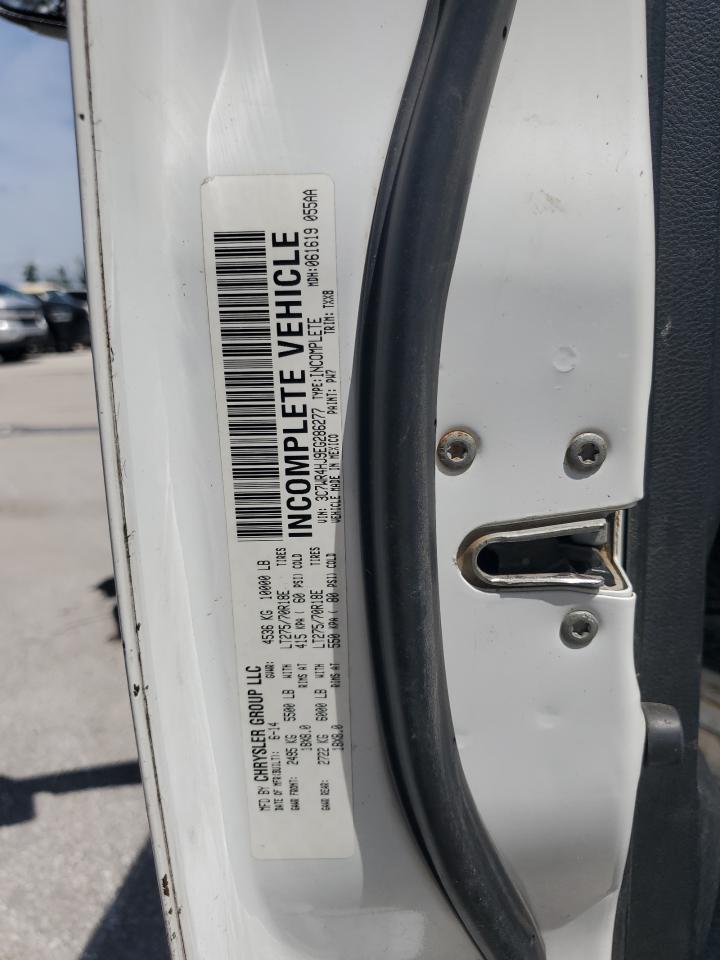 MFD BY CHRYSLER GROUP LLC
DATE OF MFR(BUILT): 6-14 GVWR: 4536 KG 10000 LB
GAWR FRONT: 2495 KG 5500 LB WITH LT275/70R18E TIRES
18X8.0 RIMS AT 415 KPA ( 60 PSI) COLD
GAWR REAR: 2722 KG 6000 LB WITH LT275/70R18E TIRES
18X8.0 RIMS AT 550 KPA ( 80 PSI) COLD
INCOMPLETE VEHICLE MDH:061619 055AA
VIN: 3C7WR4HJ9EG286277 TYPE:INCOMPLETE
VEHICLE MADE IN MEXICO PAINT: PW7 TRIM: TXX8